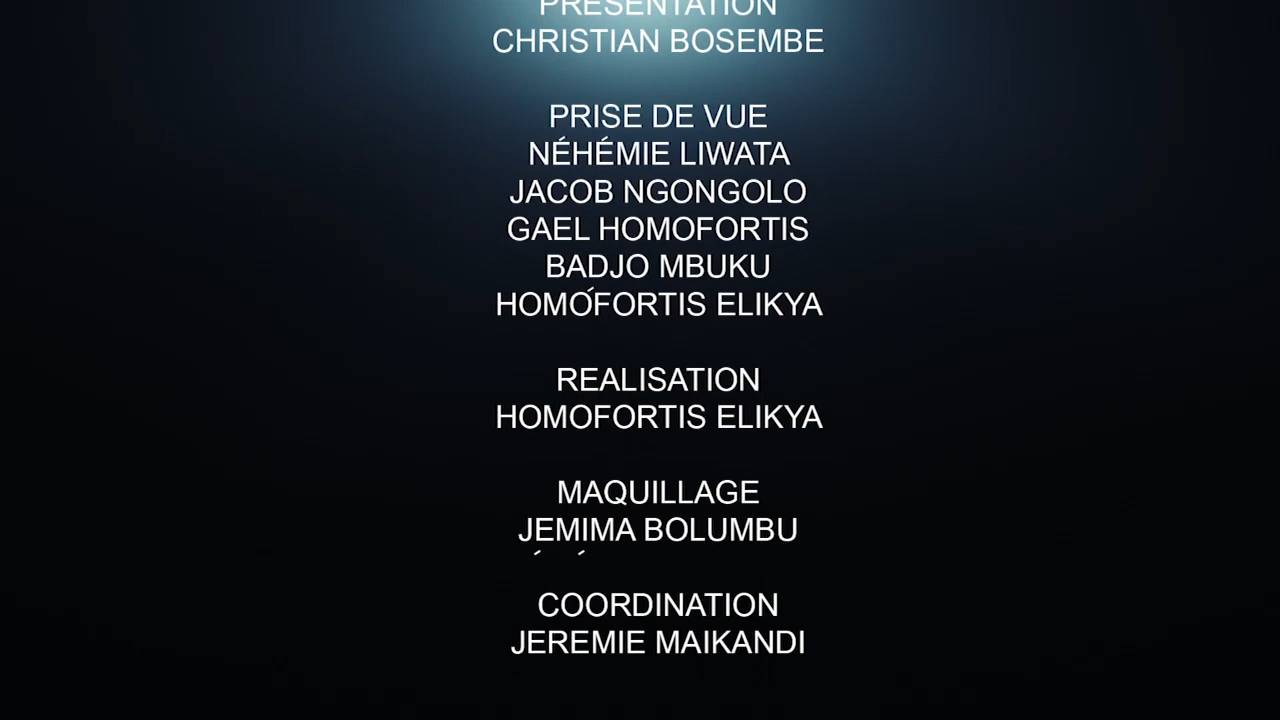 PRESENTATION
CHRISTIAN BOSEMBE
PRISE DE VUE
NÉHÉMIE LIWATA
JACOB NGONGOLO
GAEL HOMOFORTIS
BADJO MBUKU
HOMOFORTIS ELIKYA
REALISATION
HOMOFORTIS ELIKYA
MAQUILLAGE
JEMIMA BOLUMBU
COORDINATION
JEREMIE MAIKANDI